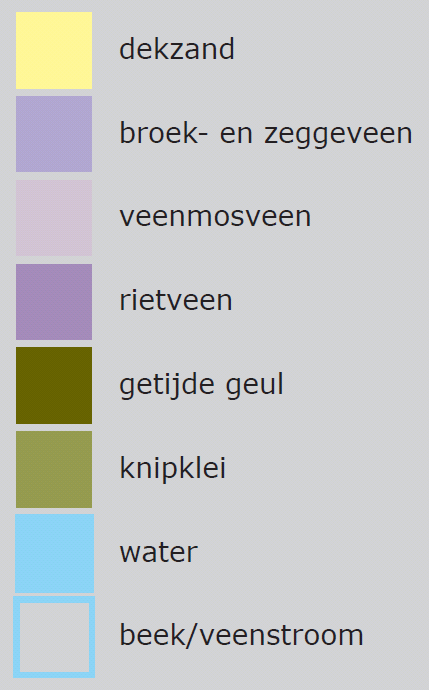 dekzand
broek- en zeggeveen
veenmosveen
rietveen
getijde geul
knipklei
water
beek/veenstroom